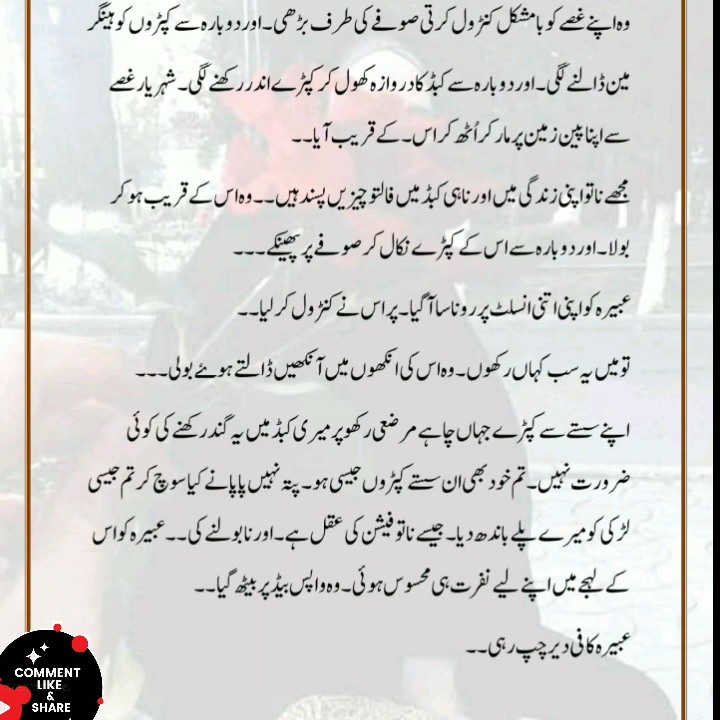 وہ اپنے غصے کو بامشکل کنٹرول کرتی صوفے کی طرف بڑھی۔ اور دوبارہ سے کپڑوں کو ہینگر
مین ڈالنے لگی۔ اور دوبارہ سے کبڈ کا دروازہ کھول کر کپڑے اندر رکھنے لگی۔ شہریار غصے
سے اپنا پین زمین پر مار کر اُٹھ کر اس۔ کے قریب آیا۔۔
مجھے نا تو اپنی زندگی میں اور نا ہی کبڈ میں فالتو چیزیں پسند ہیں۔۔ وہ اس کے قریب ہو کر
بولا۔ اور دوبارہ سے اس کے کپڑے نکال کر صوفے پر پھینکے۔۔۔
عبیرہ کو اپنی اتنی انسلٹ پر رونا سا آگیا۔ پر اس نے کنٹرول کر لیا۔۔
تو میں یہ سب کہاں رکھوں۔ وہ اس کی انکھوں میں آنکھیں ڈالتے ہوئے بولی۔۔۔
اپنے سستے سے کپڑے جہاں چاہے مرضعی رکھو پر میری کبڈ میں یہ گند رکھنے کی کوئی
ضرورت نہیں۔ تم خود بھی ان سستے کپڑوں جیسی ہو۔ پتہ نہیں پاپا نے کیا سوچ کر تم جیسی
لڑکی کو میرے پلے باندھ دیا۔ جیسے نا تو فیشن کی عقل ہے۔ اور نا بولنے کی۔۔ عبیرہ کو اس
کے لہجے میں اپنے لیے نفرت ہی محسوس ہوئی۔ وہ واپس بیڈ پر بیٹھ گیا۔۔
عبیرہ کافی دیر چپ رہی۔۔
COMMENT
LIKE
&
SHARE